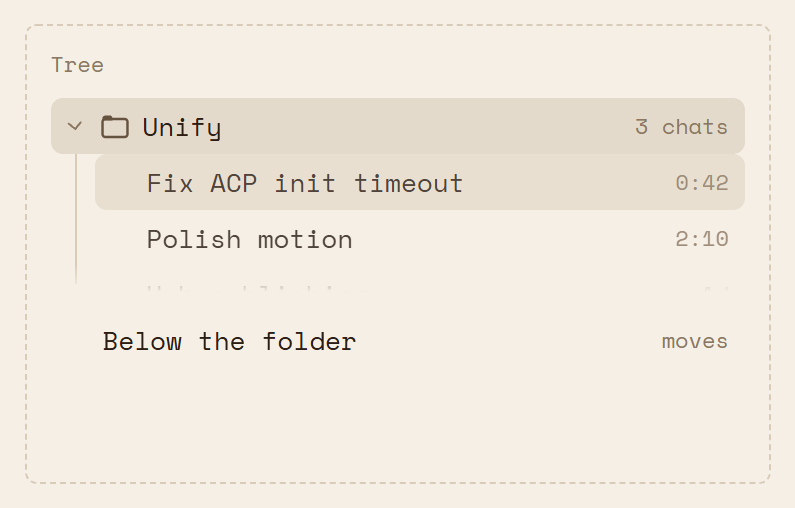 Tree
Unify 3 chats
Fix ACP init timeout 0:42
Polish motion 2:10
Below the folder moves